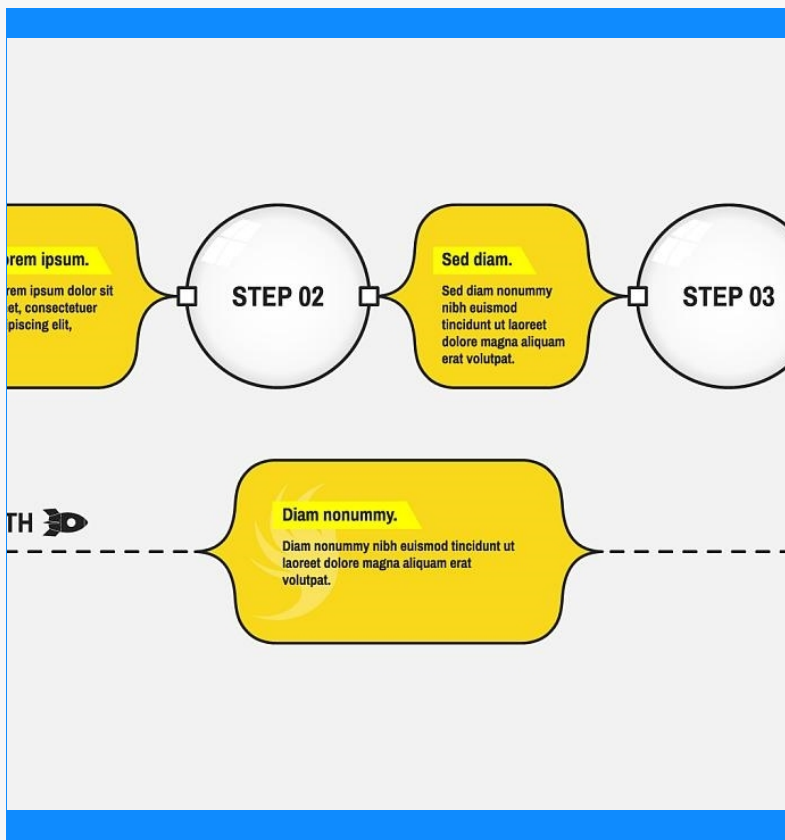 orem ipsum.
rem ipsum dolor sit
et, consectetuer
piscing elit,
STEP 02
Sed diam.
Sed diam nonummy
nibh euismod
tincidunt ut laoreet
dolore magna aliquam
erat volutpat.
STEP 03
TH
Diam nonummy.
Diam nonummy nibh euismod tincidunt ut
laoreet dolore magna aliquam erat
volutpat.